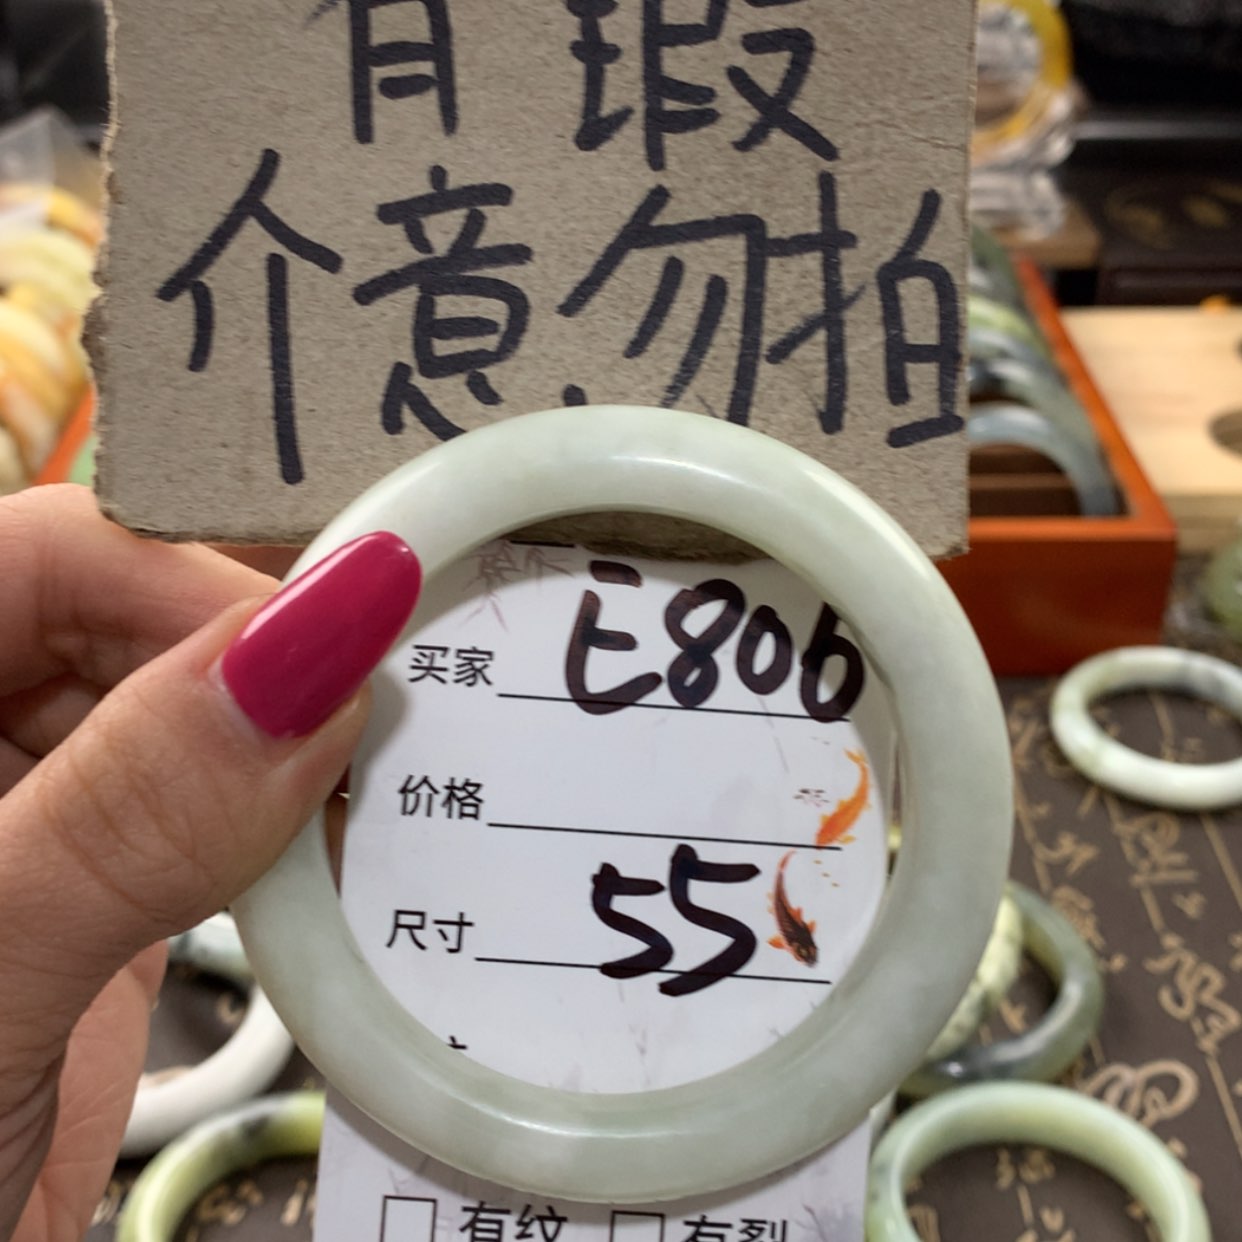 有瑕
介意勿拍
买家 E806
价格
尺寸 55
有纹 有裂